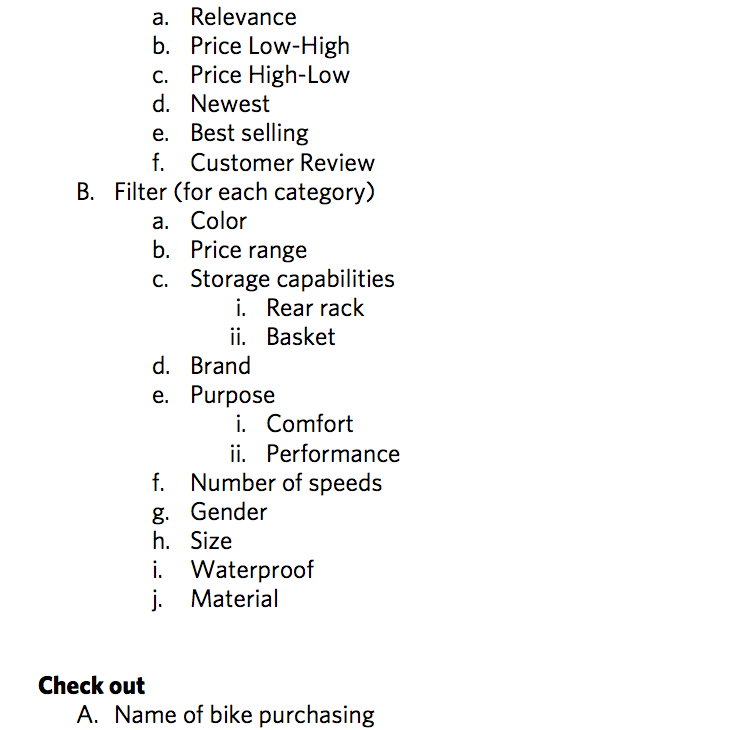 a. Relevance
b. Price Low-High
c. Price High-Low
d. Newest
e. Best selling
f. Customer Review
B. Filter (for each category)
a. Color
b. Price range
c. Storage capabilities
i. Rear rack
ii. Basket
d. Brand
e. Purpose
i. Comfort
ii. Performance
f. Number of speeds
g. Gender
h. Size
i. Waterproof
j. Material
Check out
A. Name of bike purchasing